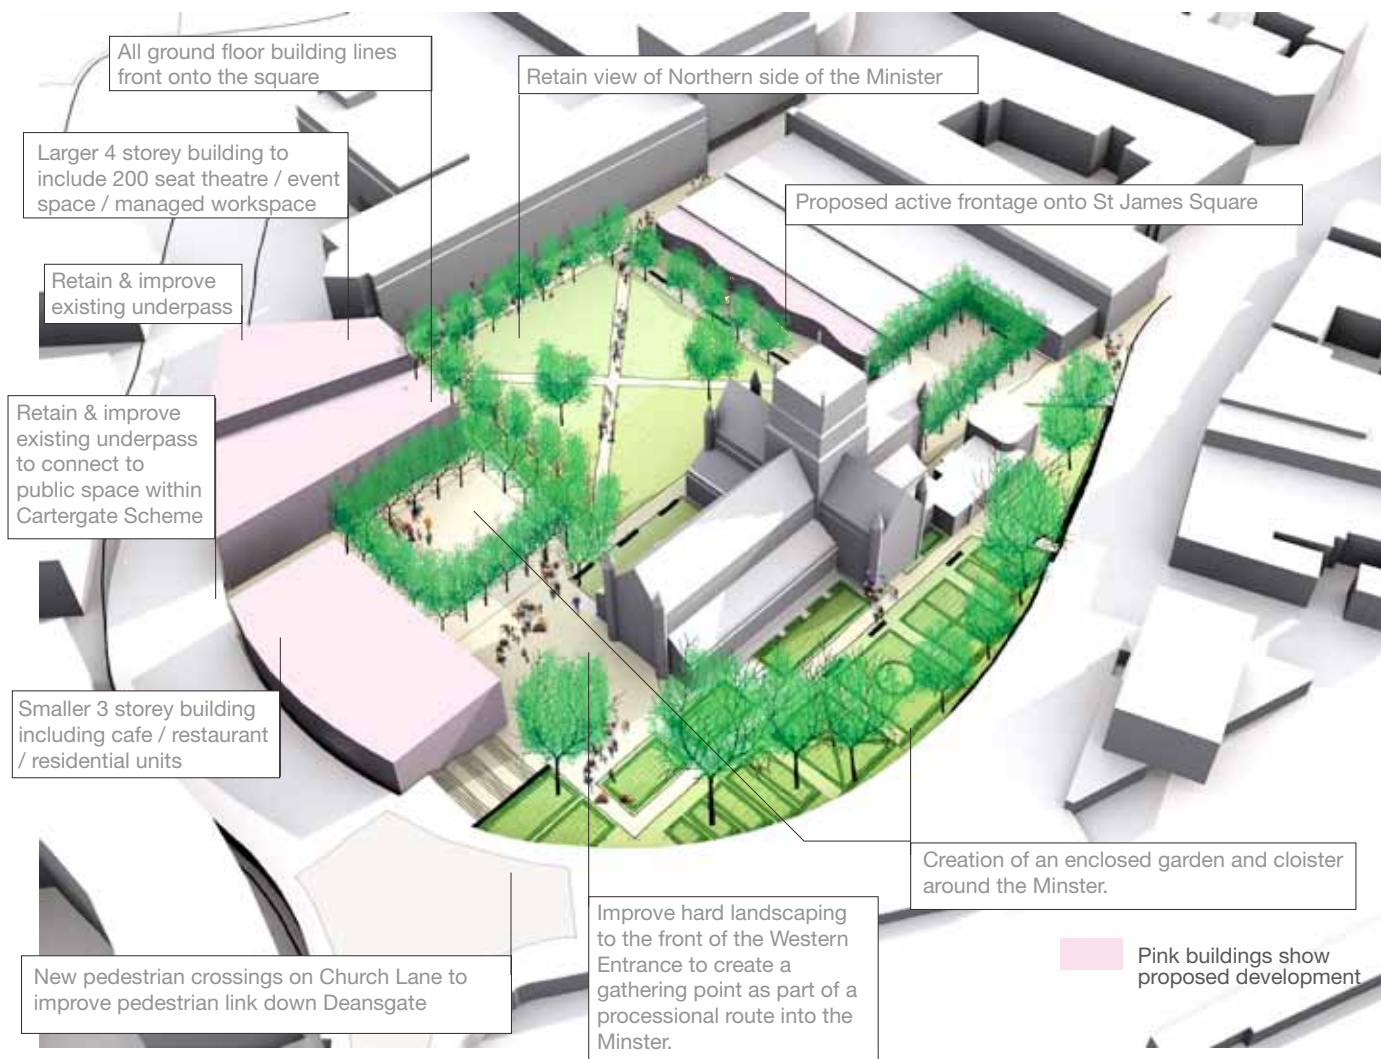 All ground floor building lines
front onto the square
Retain view of Northern side of the Minister
Larger 4 storey building to
include 200 seat theatre / event
space / managed workspace
Proposed active frontage onto St James Square
Retain & improve
existing underpass
Retain & improve
existing underpass
to connect to
public space within
Cartergate Scheme
Smaller 3 storey building
including cafe / restaurant
/ residential units
Creation of an enclosed garden and cloister
around the Minster.
Improve hard landscaping
to the front of the Western
Entrance to create a
gathering point as part of a
processional route into the
Minster.
New pedestrian crossings on Church Lane to
improve pedestrian link down Deansgate
Pink buildings show
proposed development